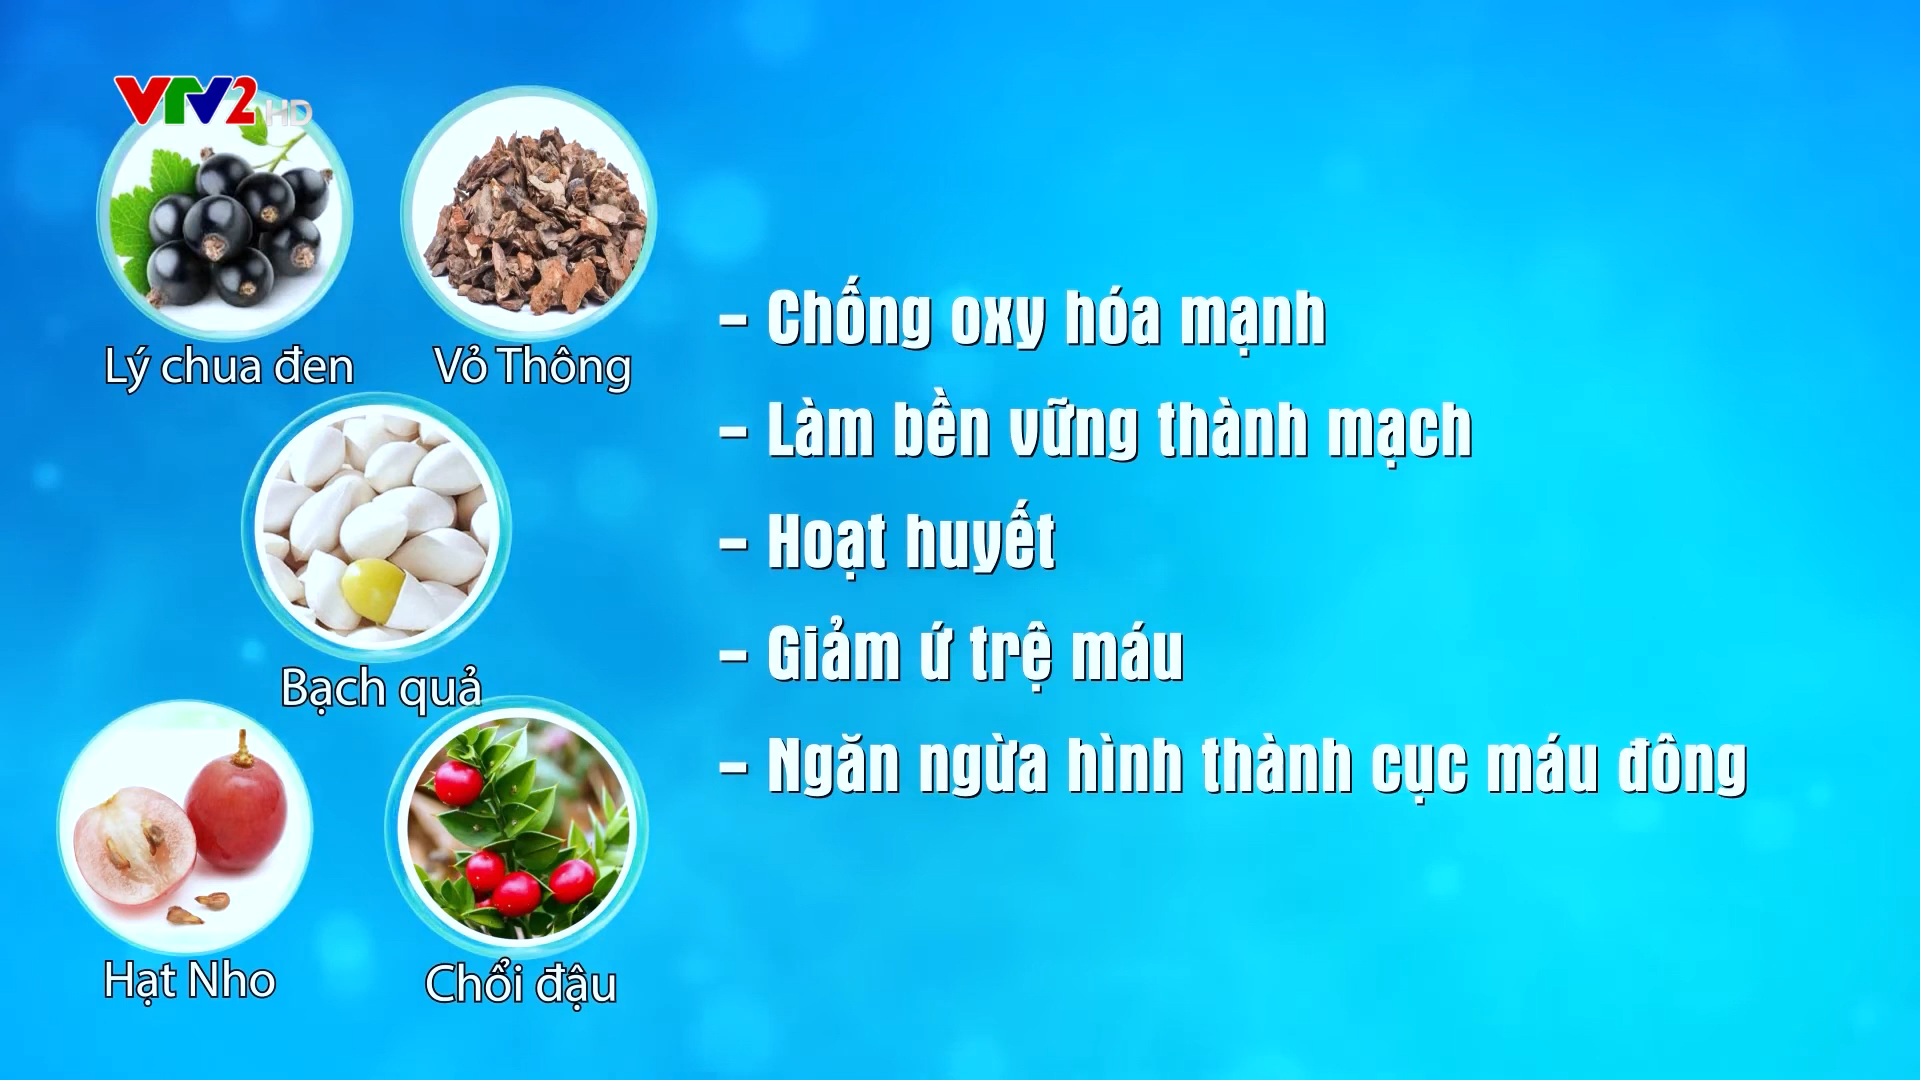 VTV2 HD
Lý chua đen
Vỏ Thông
Bạch quả
Hạt Nho
Chổi đậu
- Chống oxy hóa mạnh
- Làm bền vững thành mạch
- Hoạt huyết
- Giảm ứ trệ máu
- Ngăn ngừa hình thành cục máu đông